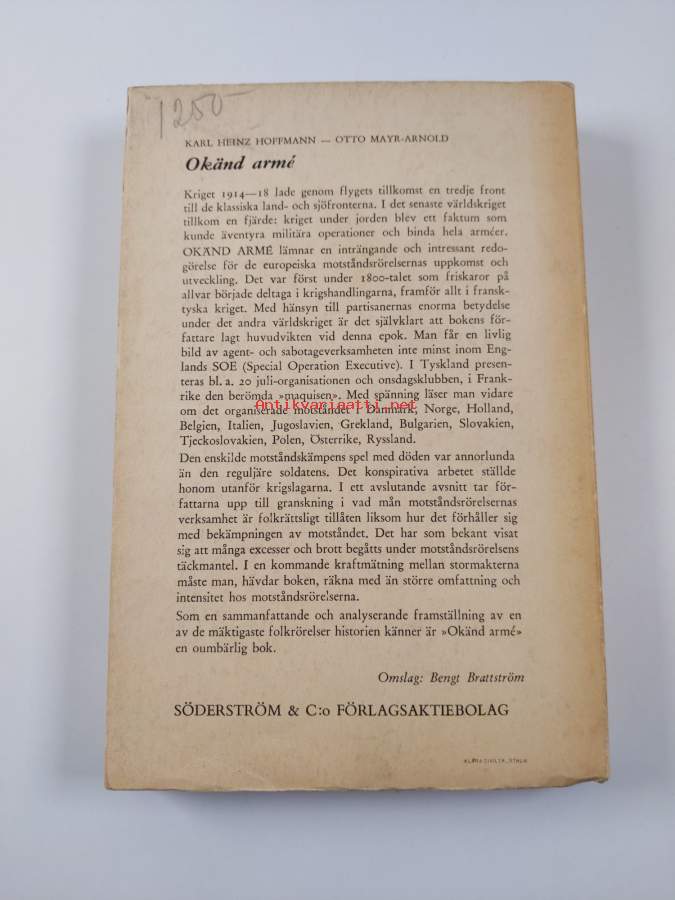 1250-
KARL HEINZ HOFFMANN — OTTO MAYR-ARNOLD
Okänd armé
Kriget 1914—18 lade genom flygets tillkomst en tredje front
till de klassiska land- och sjöfronterna. I det senaste världskriget
tillkom en fjärde: kriget under jorden blev ett faktum som
kunde äventyra militära operationer och binda hela arméer.
OKÄND ARMÉ lämnar en inträngande och intressant redo-
görelse för de europeiska motståndsrörelsernas uppkomst och
utveckling. Det var först under 1800-talet som friskaror på
allvar började deltaga i krigshandlingarna, framför allt i fransk-
tyska kriget. Med hänsyn till partisanernas enorma betydelse
under det andra världskriget är det självklart att bokens för-
fattare lagt huvudvikten vid denna epok. Man får en livlig
bild av agent- och sabotageverksamheten inte minst inom Eng-
lands SOE (Special Operation Executive). I Tyskland presen-
teras bl. a. 20 juli-organisationen och onsdagsklubben, i Frank-
rike den berömda »maquisen». Med spänning läser man vidare
om det organiserade motståndet i Danmark, Norge, Holland,
Antikvariaatti.net
Belgien, Italien, Jugoslavien, Grekland, Bulgarien, Slovakien,
Tjeckoslovakien, Polen, Österrike, Ryssland.
Den enskilde motståndskämpens spel med döden var annorlunda
än den reguljäre soldatens. Det konspirativa arbetet ställde
honom utanför krigslagarna. I ett avslutande avsnitt tar för-
fattarna upp till granskning i vad mån motståndsrörelsernas
verksamhet är folkrättsligt tillåten liksom hur det förhåller sig
med bekämpningen av motståndet. Det har som bekant visat
sig att många excesser och brott begåtts under motståndsrörelsens
täckmantel. I en kommande kraftmätning mellan stormakterna
måste man, hävdar boken, räkna med än större omfattning och
intensitet hos motståndsrörelserna.
Som en sammanfattande och analyserande framställning av en
av de mäktigaste folkrörelser historien känner är »Okänd armé»
en oumbärlig bok.
Omslag: Bengt Brattström
SÖDERSTRÖM & C:o FÖRLAGSAKTIEBOLAG